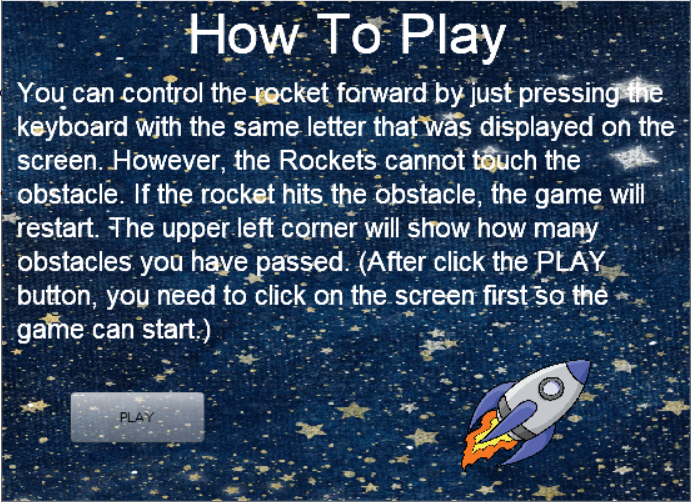 How To Play
You can control the rocket forward by just pressing the
keyboard with the same letter that was displayed on the
screen. However, the Rockets cannot touch the
obstacle. If the rocket hits the obstacle, the game will
restart. The upper left corner will show how many
obstacles you have passed. (After click the PLAY
button, you need to click on the screen first so the
game can start.)
PLAY